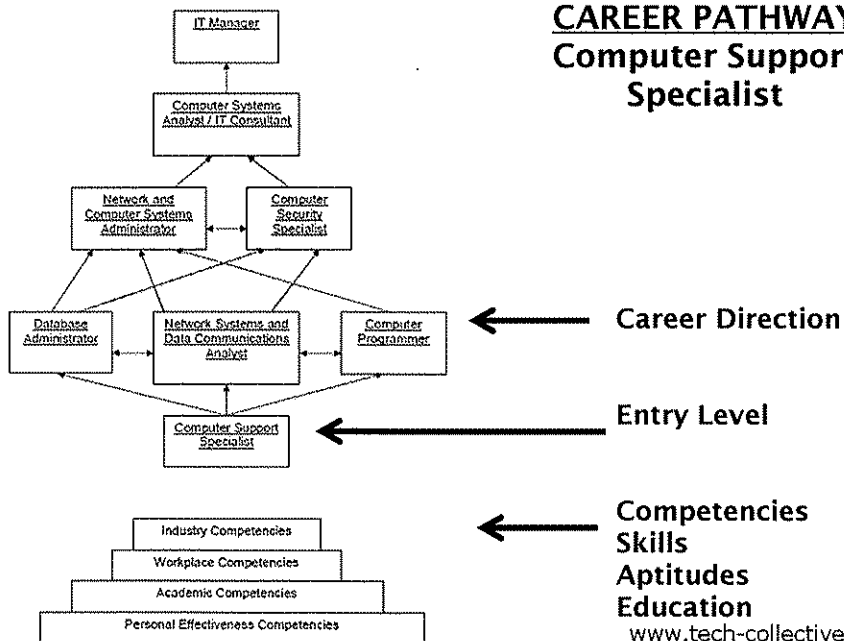 CAREER PATHWAY
Computer Suppor
Specialist
IT Manager
Computer Systems
Analyst / IT Consultant
Network and
Computer Systems
Administrator
Computer
Security
Specialist
Database
Administrator
Network Systems and
Data Communications
Analyst
Computer
Programmer
Career Direction
Computer Support
Specialist
Entry Level
Industry Competencies
Workplace Competencies
Academic Competencies
Personal Effectiveness Competencies
Competencies
Skills
Aptitudes
Education
www.tech-collective